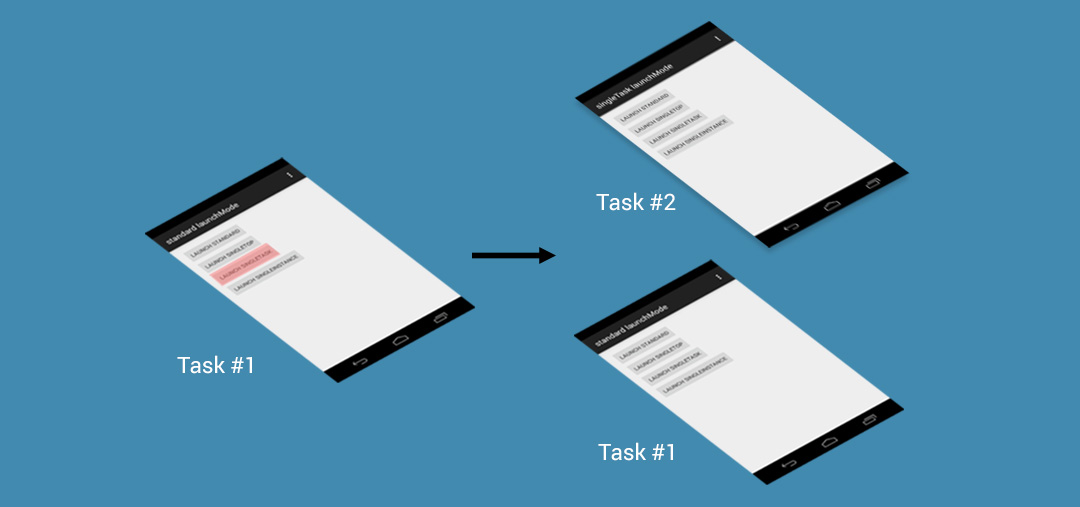 standard launchMode
LAUNCH STANDARD
LAUNCH SINGLETOP
LAUNCH SINGLETASK
LAUNCH SINGLEINSTANCE
Task #1
singleTask launchMode
LAUNCH STANDARD
LAUNCH SINGLETOP
LAUNCH SINGLETASK
LAUNCH SINGLEINSTANCE
Task #2
standard launchMode
LAUNCH STANDARD
LAUNCH SINGLETOP
LAUNCH SINGLETASK
LAUNCH SINGLEINSTANCE
Task #1